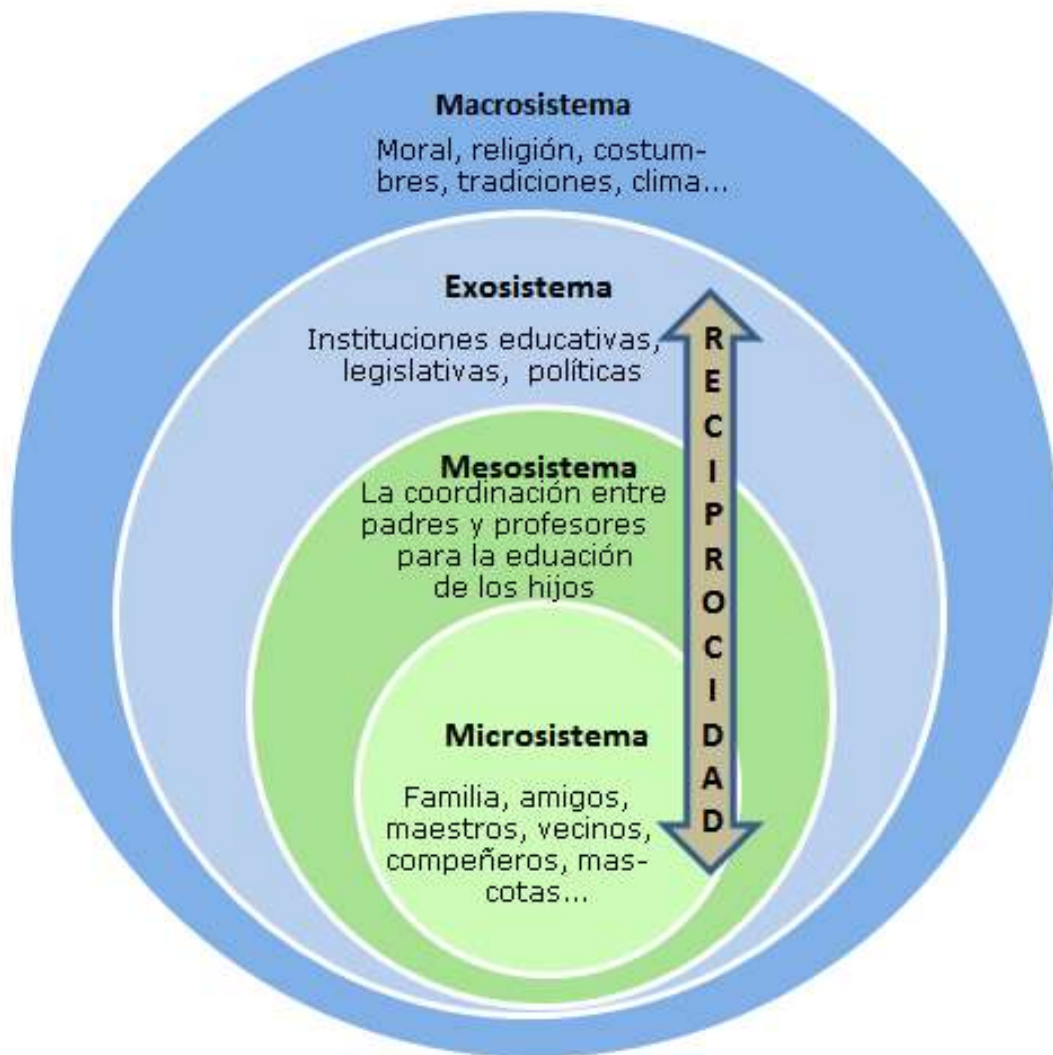 Macrosistema
Moral, religión, costum-
bres, tradiciones, clima...
Exosistema
Instituciones educativas,
legislativas, políticas
Mesosistema
La coordinación entre
padres y profesores
para la eduación
de los hijos
Microsistema
Familia, amigos,
maestros, vecinos,
compeñeros, mas-
cotas...
RECIPROCIDAD